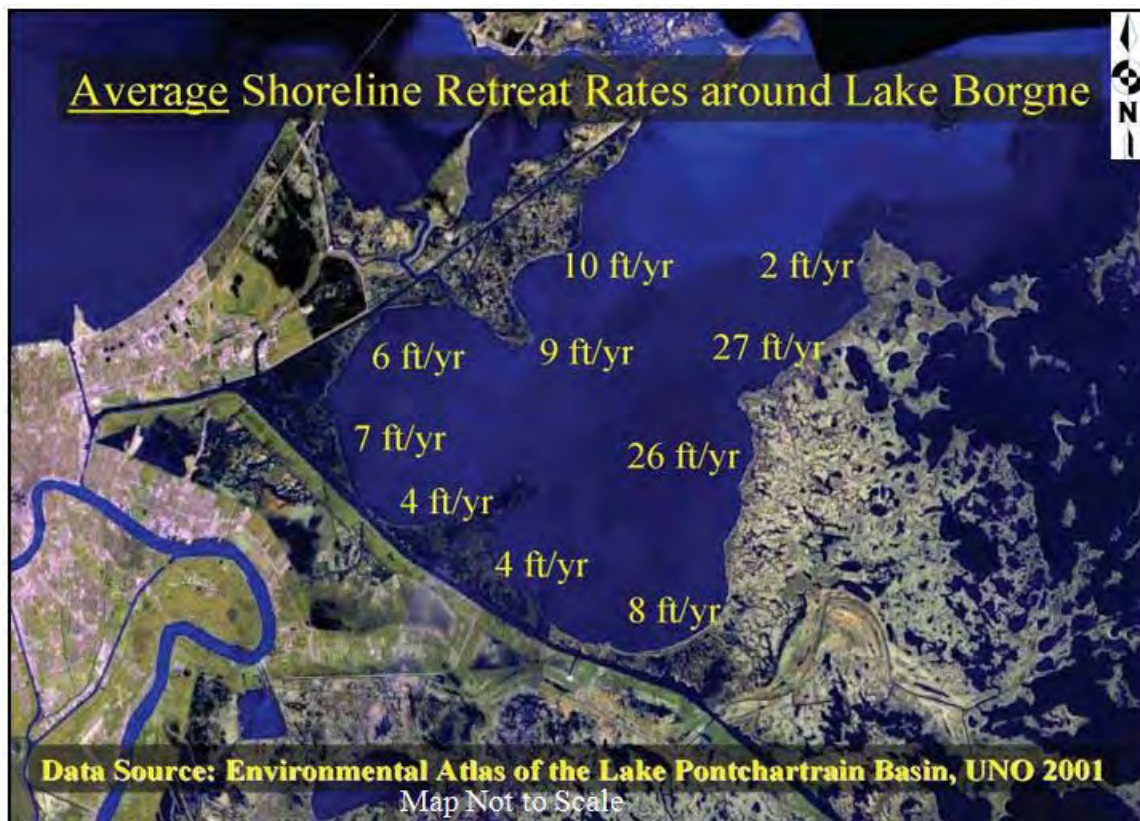 Average Shoreline Retreat Rates around Lake Borgne
N
10 ft/yr
2 ft/yr
6 ft/yr
9 ft/yr
27 ft/yr
7 ft/yr
26 ft/yr
4 ft/yr
4 ft/yr
8 ft/yr
Data Source: Environmental Atlas of the Lake Pontchartrain Basin, UNO 2001
Map Not to Scale